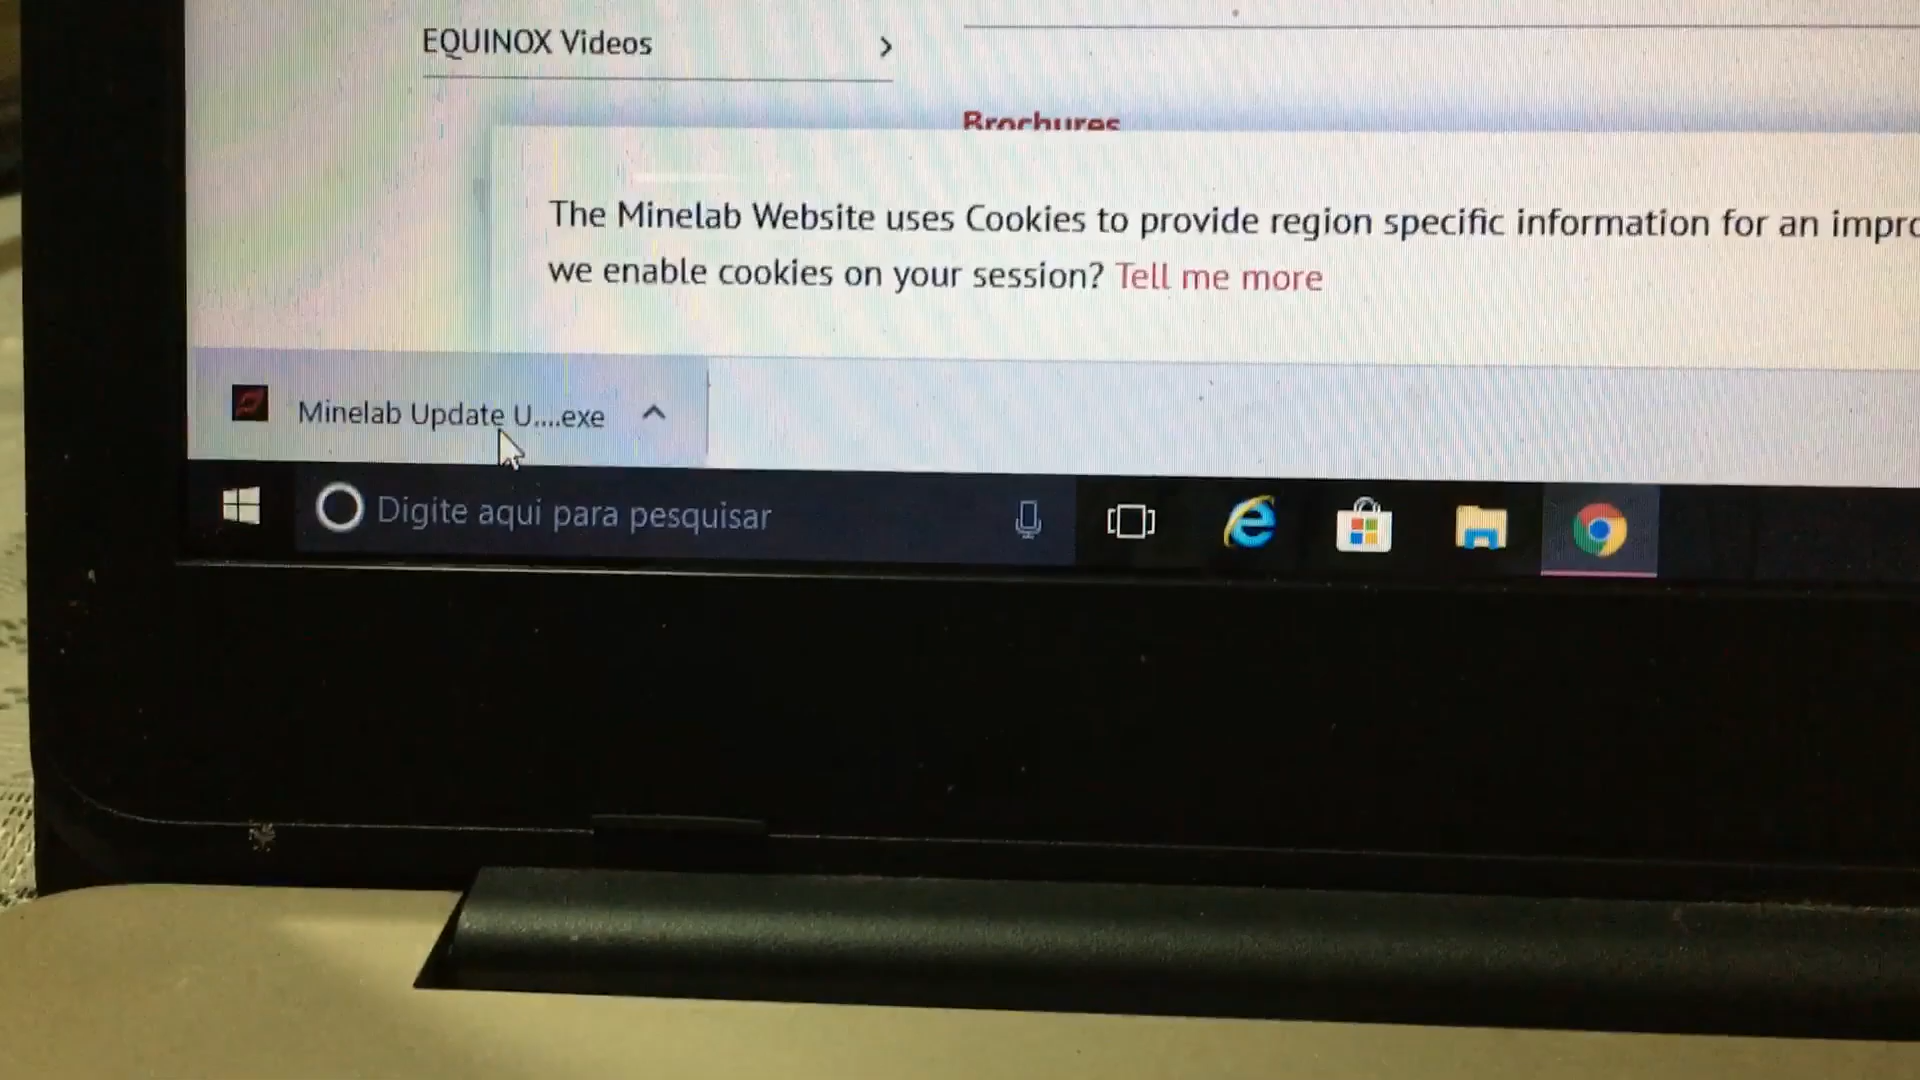 EQUINOX Videos
Brochures
The Minelab Website uses Cookies to provide region specific information for an
we enable cookies on your session? Tell me more
Minelab Update U....exe
Digite aqui para pesquisar